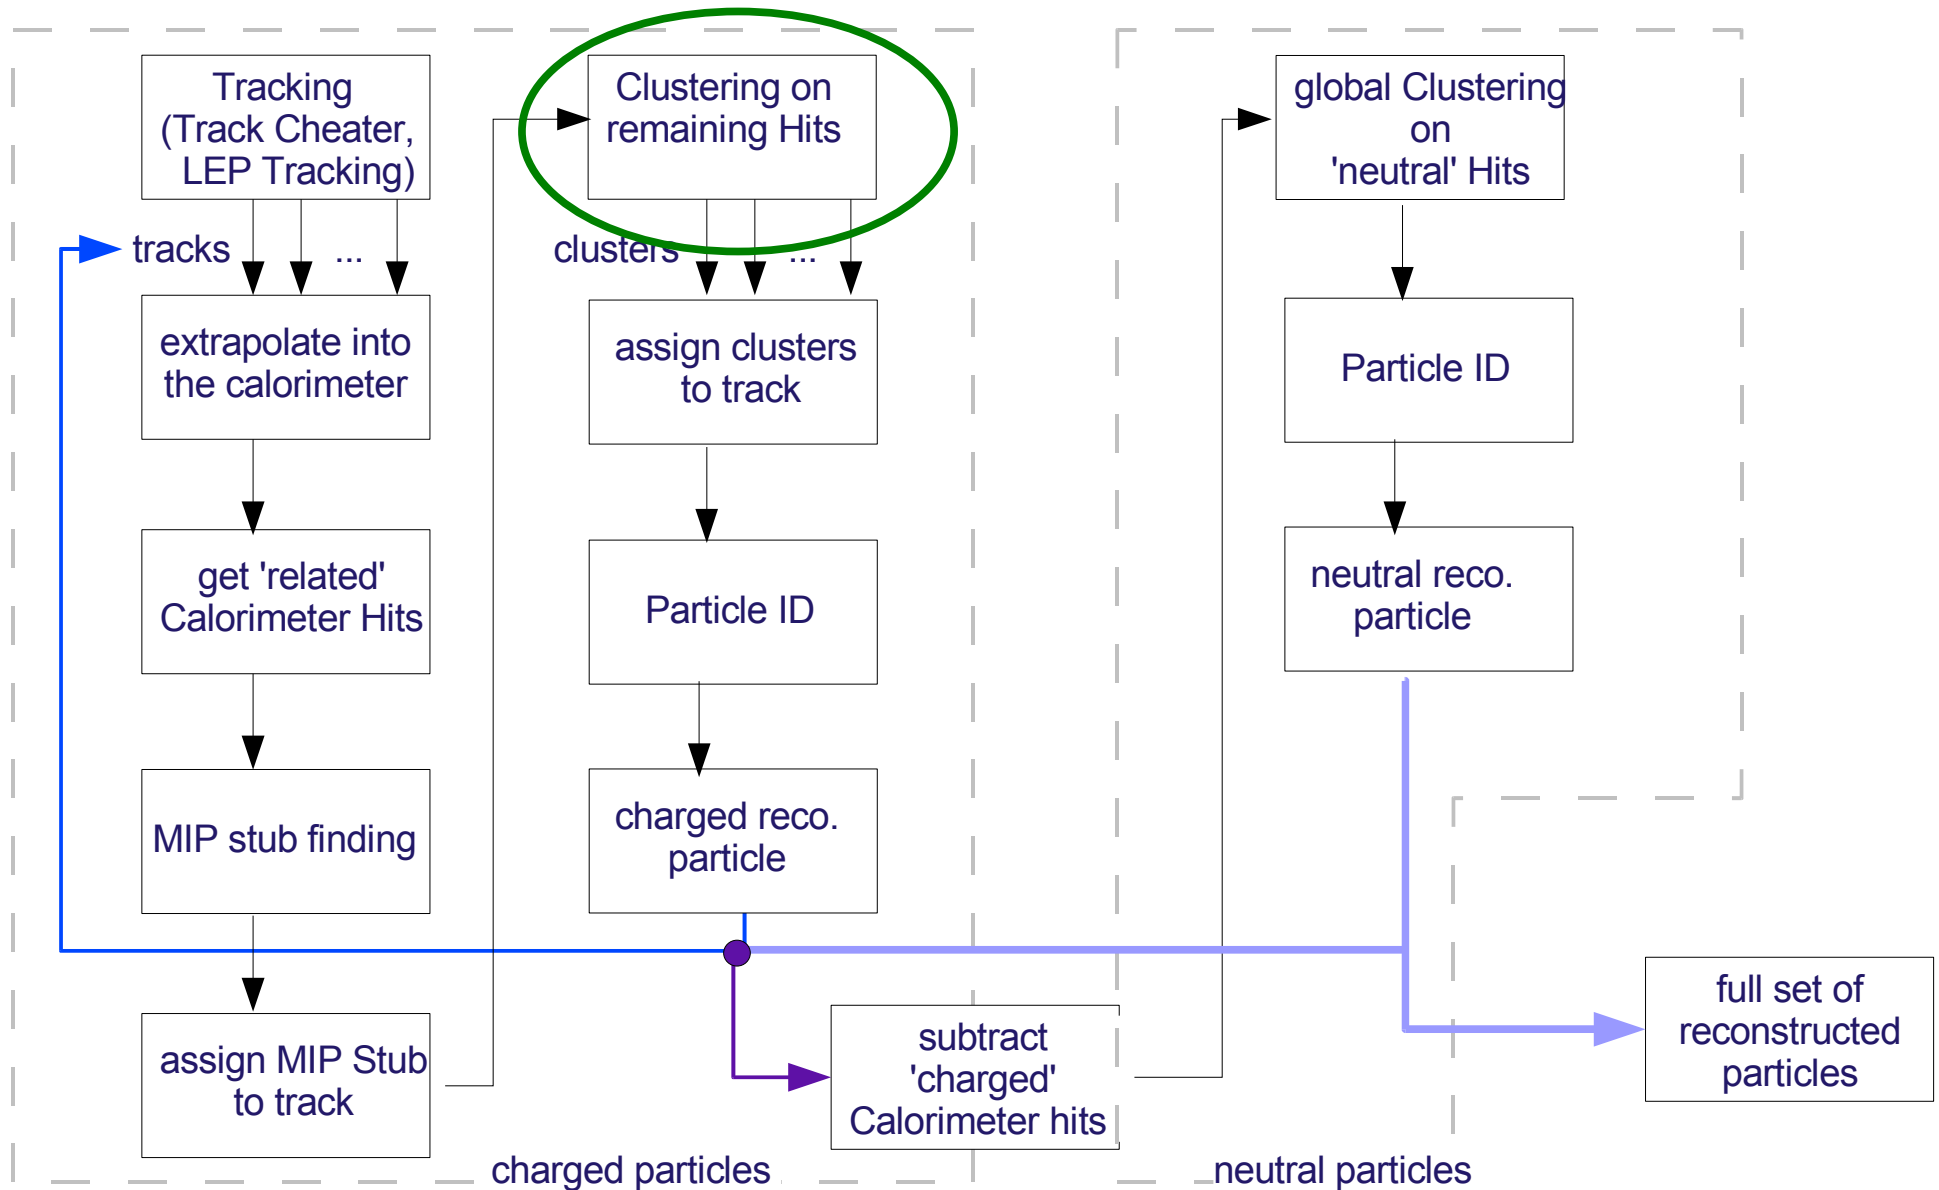 Tracking
(Track Cheater,
LEP Tracking)
tracks
...
extrapolate into
the calorimeter
get 'related'
Calorimeter Hits
MIP stub finding
assign MIP Stub
to track
Clustering on
remaining Hits
clusters
...
assign clusters
to track
Particle ID
charged reco.
particle
subtract
'charged'
Calorimeter hits
charged particles
global Clustering
on
'neutral' Hits
Particle ID
neutral reco.
particle
neutral particles
full set of
reconstructed
particles